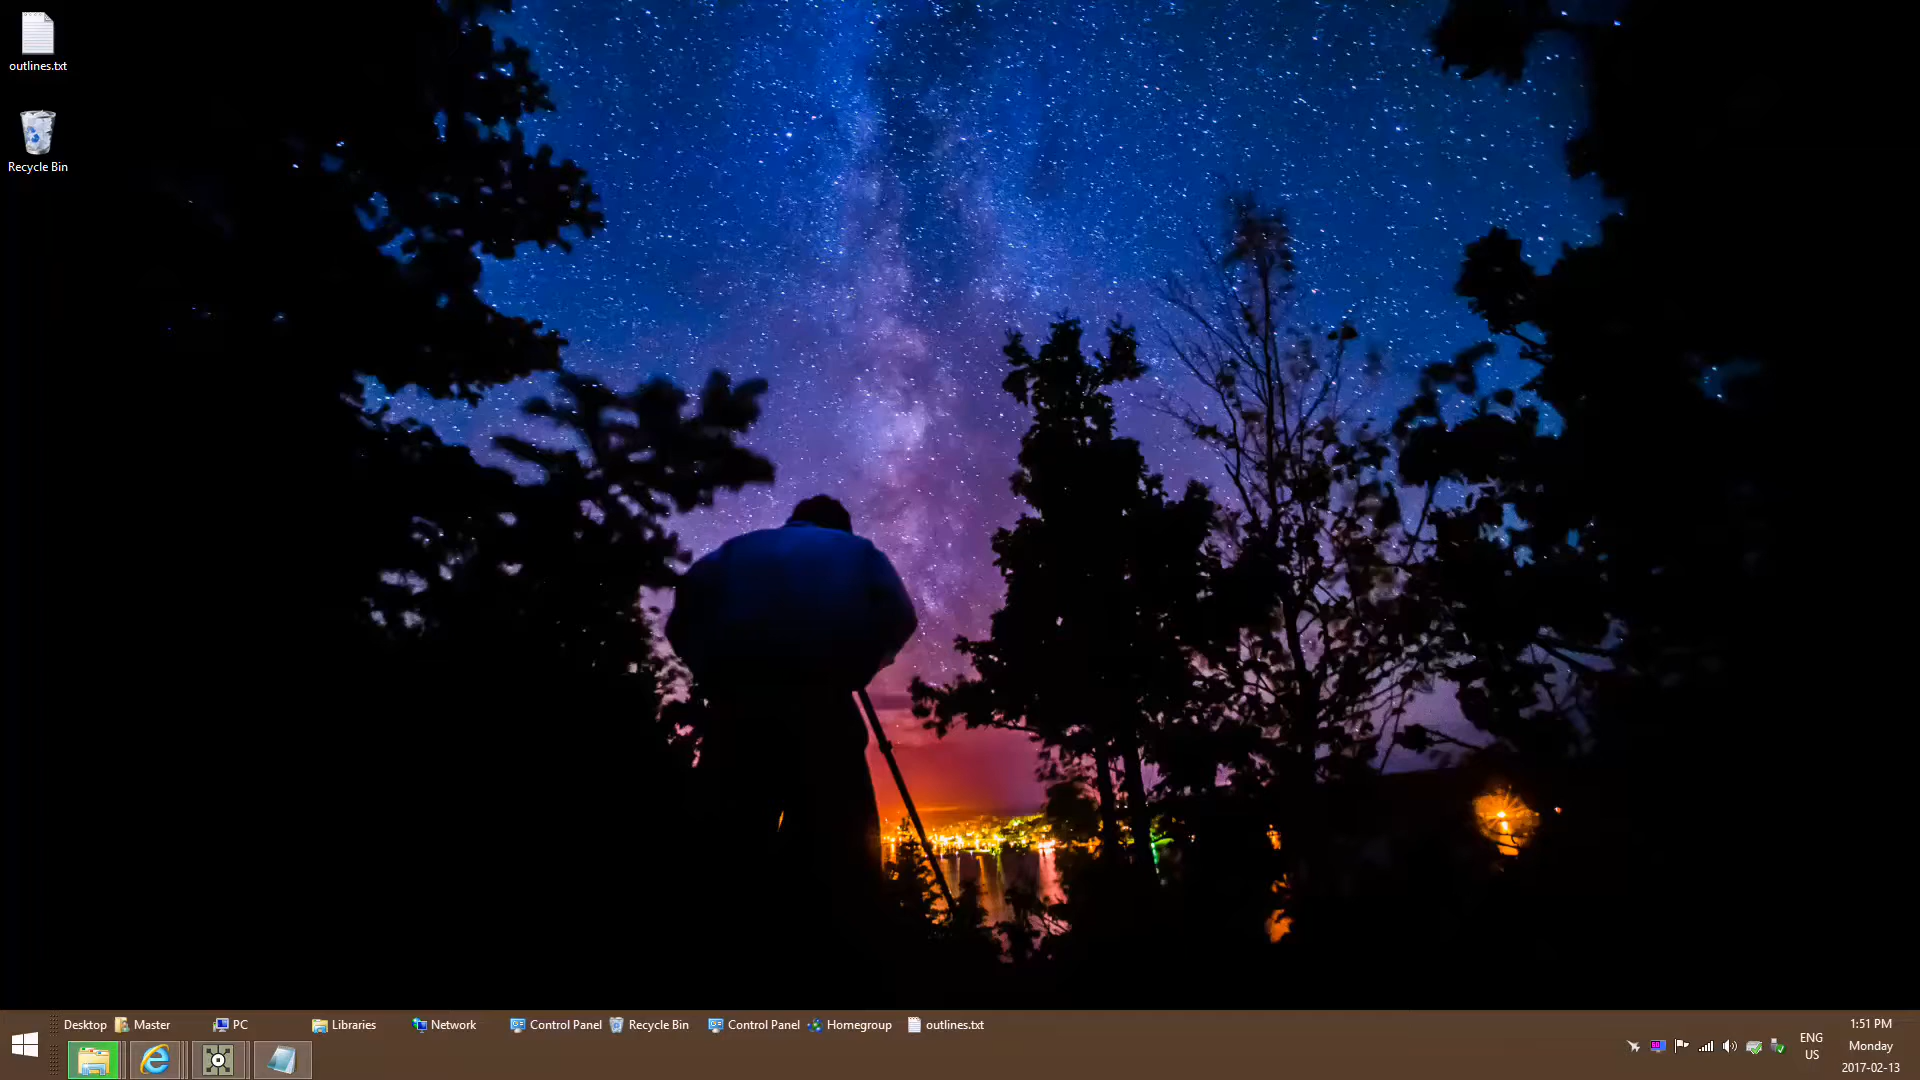 outlines.txt
Recycle Bin
Desktop Master PC Libraries Network Control Panel Recycle Bin Control Panel Homegroup outlines.txt
ENG
US
1:51 PM
Monday
2017-02-13